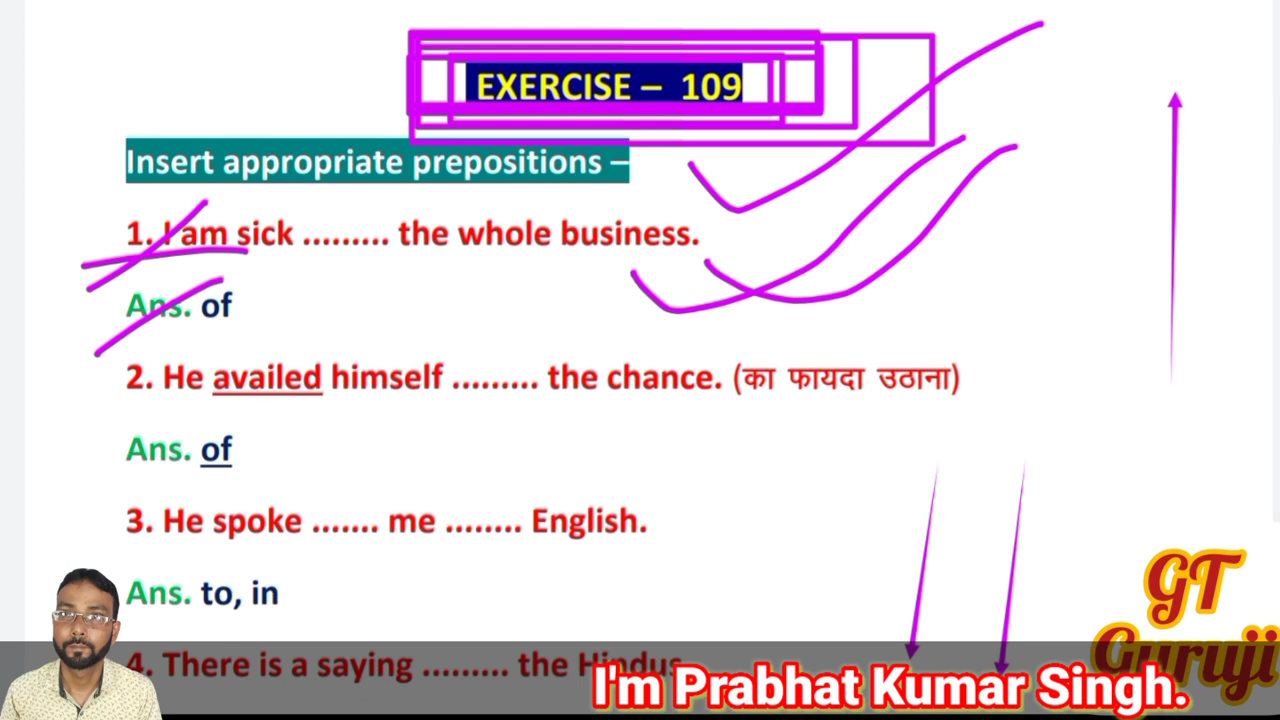 EXERCISE – 109
Insert appropriate prepositions –
1. I am sick ......... the whole business.
Ans. of
2. He availed himself ......... the chance. (का फायदा उठाना)
Ans. of
3. He spoke ....... me ........ English.
Ans. to, in
4. There is a saying ......... the Hindus
I'm Prabhat Kumar Singh.
GT
Guruji